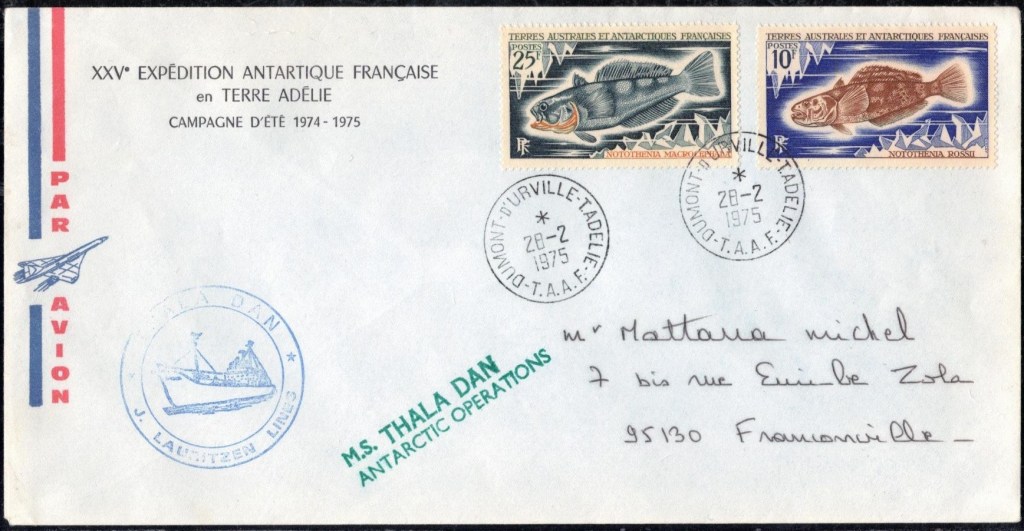 XXVᵉ EXPÉDITION ANTARTIQUE FRANÇAISE
en TERRE ADÉLIE
CAMPAGNE D'ÉTÉ 1974-1975
PAR AVION
TERRES AUSTRALES ET ANTARCTIQUES FRANÇAISES
POSTES
25F
RF
NOTOTHENIA MACROCEPHALA
TERRES AUSTRALES ET ANTARCTIQUES FRANÇAISES
POSTES
10F
RF
NOTOTHENIA ROSSII
DUMONT-D'URVILLE-T.ADELIE
*
28-2
1975
-T.A.A.F.-
DUMONT-D'URVILLE-T.ADELIE
*
28-2
1975
-T.A.A.F.-
THALA DAN
* *
J. LAURITZEN LINES
M.S. THALA DAN
ANTARCTIC OPERATIONS
Mr Mattana Michel
7 bis rue Emile Zola
95130 Franconville